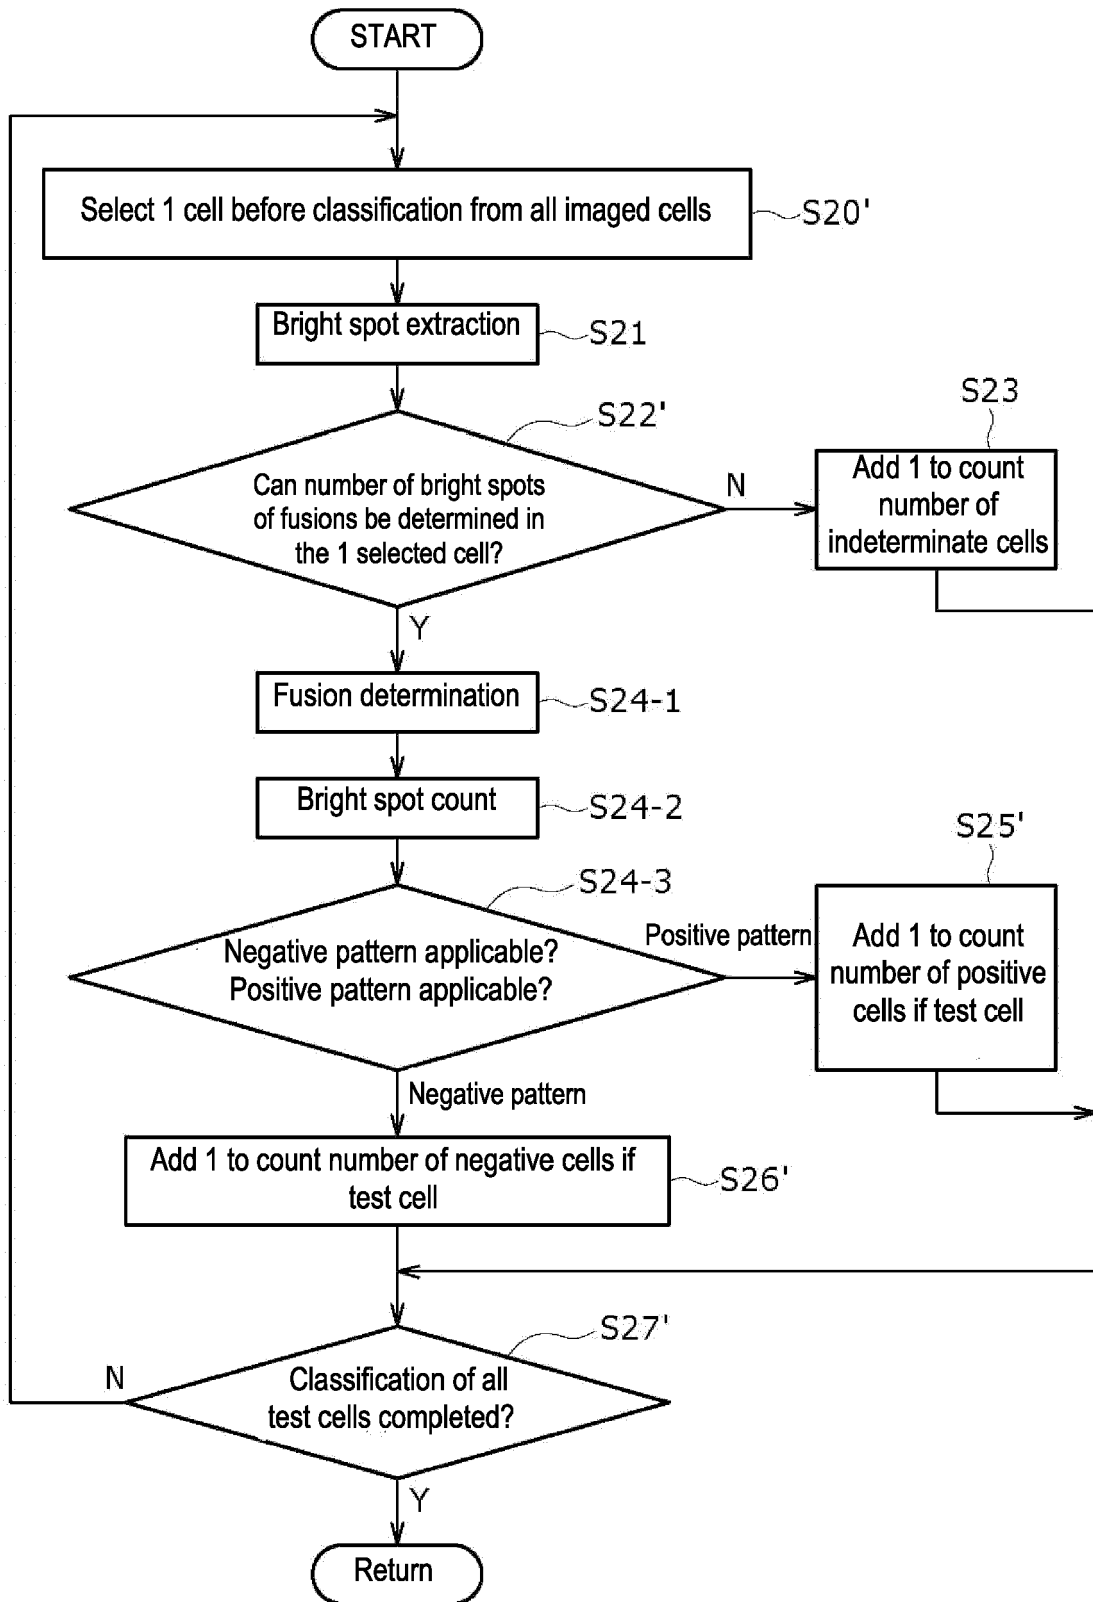 START
Select 1 cell before classification from all imaged cells
S20'
Bright spot extraction
S21
S22'
Can number of bright spots
of fusions be determined in
the 1 selected cell?
N
S23
Add 1 to count
number of
indeterminate cells
Y
Fusion determination
S24-1
Bright spot count
S24-2
S24-3
Negative pattern applicable?
Positive pattern applicable?
Positive pattern
S25'
Add 1 to count
number of positive
cells if test cell
Negative pattern
Add 1 to count number of negative cells if
test cell
S26'
S27'
Classification of all
test cells completed?
N
Y
Return